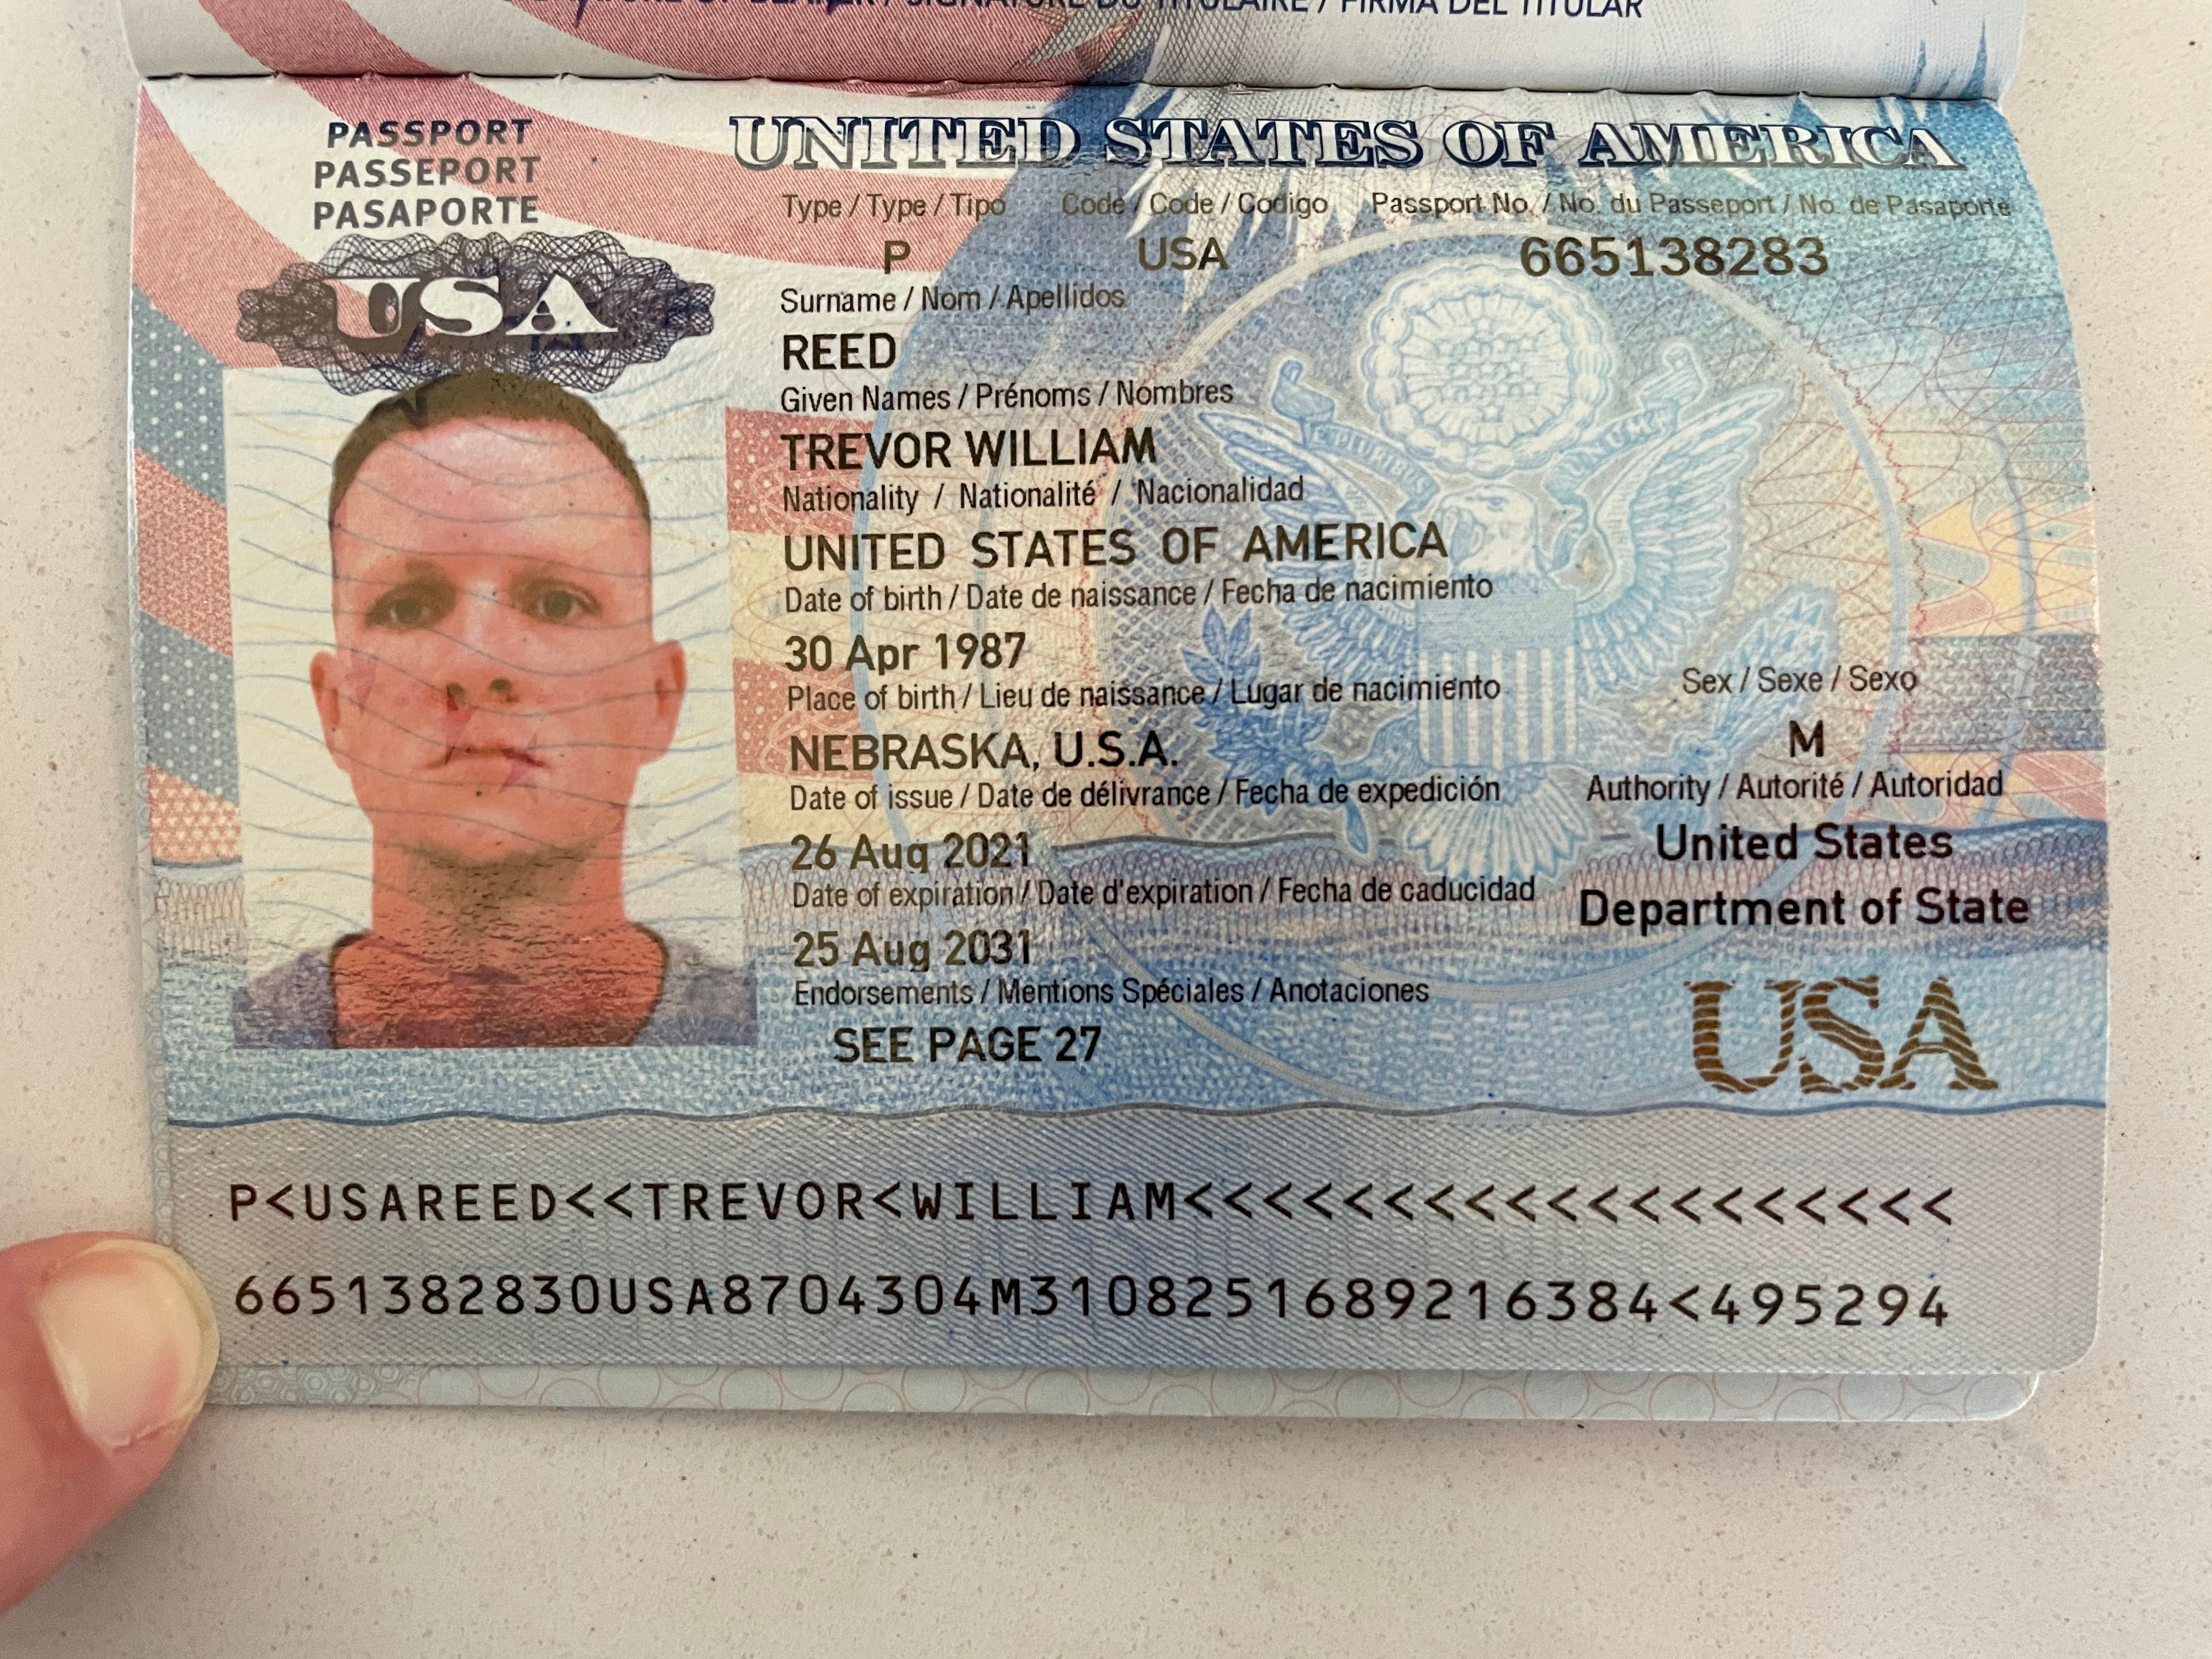 SIGNATURE OF BEARER / SIGNATURE DU TITULAIRE / FIRMA DEL TITULAR
PASSPORT
PASSEPORT
PASAPORTE
USA
UNITED STATES OF AMERICA
Type / Type / Tipo Code / Code / Codigo Passport No. / No. du Passeport / No. de Pasaporte
P USA 665138283
Surname / Nom / Apellidos
REED
Given Names / Prénoms / Nombres
TREVOR WILLIAM
Nationality / Nationalité / Nacionalidad
UNITED STATES OF AMERICA
Date of birth / Date de naissance / Fecha de nacimiento
30 Apr 1987
Place of birth / Lieu de naissance / Lugar de nacimiento Sex / Sexe / Sexo
NEBRASKA, U.S.A. M
Date of issue / Date de délivrance / Fecha de expedición Authority / Autorité / Autoridad
26 Aug 2021 United States
Date of expiration / Date d'expiration / Fecha de caducidad Department of State
25 Aug 2031
Endorsements / Mentions Spéciales / Anotaciones
SEE PAGE 27
USA
P<USAREED<<TREVOR<WILLIAM<<<<<<<<<<<<<<<<<<<
6651382830USA8704304M3108251689216384<495294